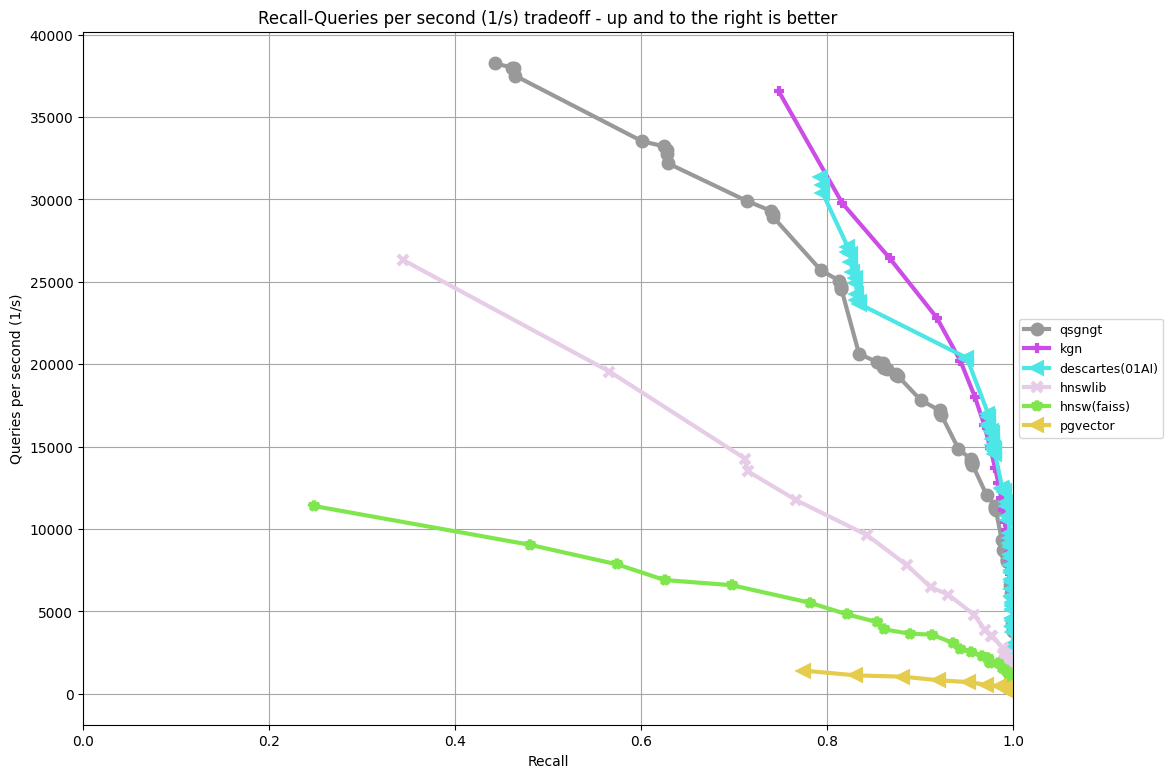 Recall-Queries per second (1/s) tradeoff - up and to the right is better
40000
35000
30000
25000
20000
15000
10000
5000
0
Queries per second (1/s)
0.0
0.2
0.4
0.6
0.8
1.0
Recall
qsgngt
kgn
descartes(01AI)
hnswlib
hnsw(faiss)
pgvector